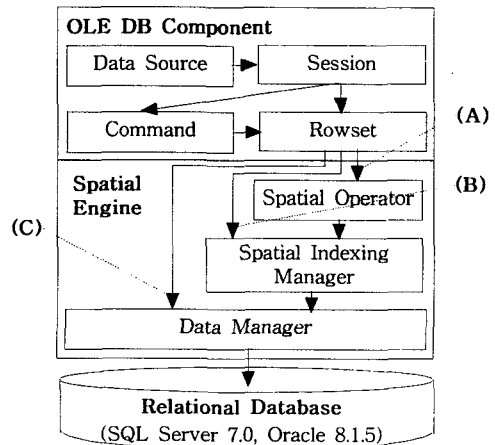 OLE DB Component
Data Source
Session
Command
Rowset
(A)
Spatial
Engine
Spatial Operator
(B)
(C)
Spatial Indexing
Manager
Data Manager
Relational Database
(SQL Server 7.0, Oracle 8.1.5)